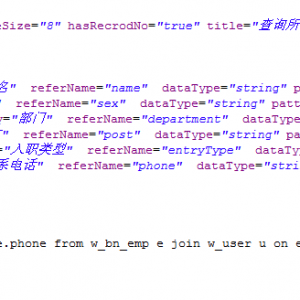 eSize="8" hasRecrodNo="true" title="查询所
名" referName="name" dataType="string" p
" referName="sex" dataType="string" patt
="部门" referName="department" dataType
" referName="post" dataType="string" pa
="入职类型" referName="entryType" dataT
系电话" referName="phone" dataType="stri
e.phone from w_bn_emp e join w_user u on e